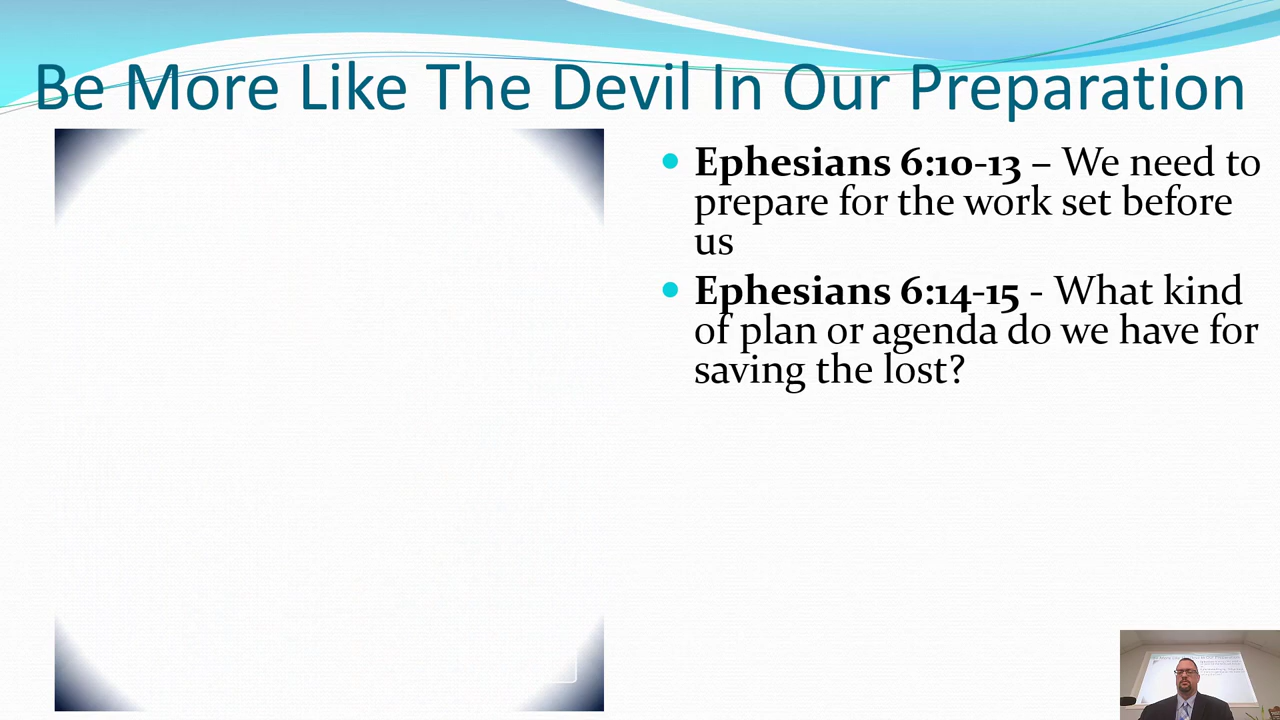 Be More Like The Devil In Our Preparation
• Ephesians 6:10-13 – We need to
prepare for the work set before
us
• Ephesians 6:14-15 - What kind
of plan or agenda do we have for
saving the lost?